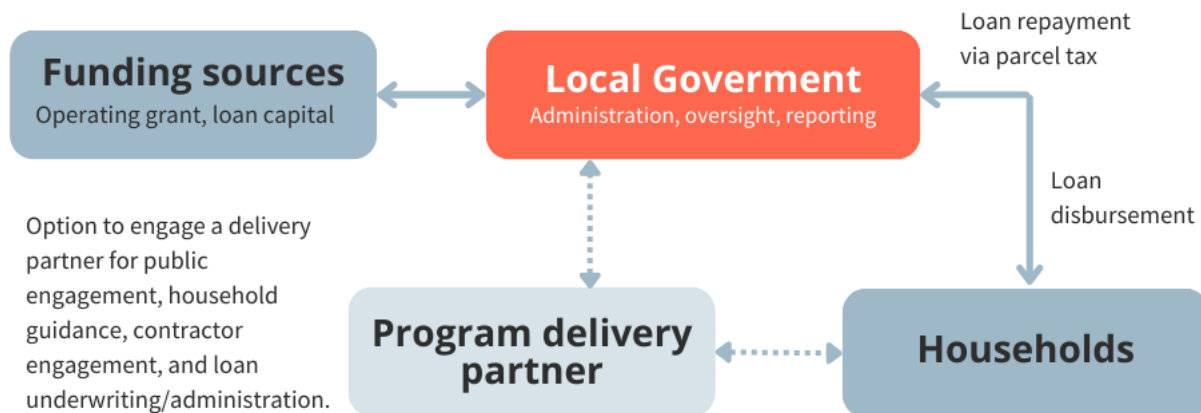 Funding sources
Operating grant, loan capital
Local Goverment
Administration, oversight, reporting
Loan repayment
via parcel tax
Loan
disbursement
Option to engage a delivery
partner for public
engagement, household
guidance, contractor
engagement, and loan
underwriting/administration.
Program delivery
partner
Households